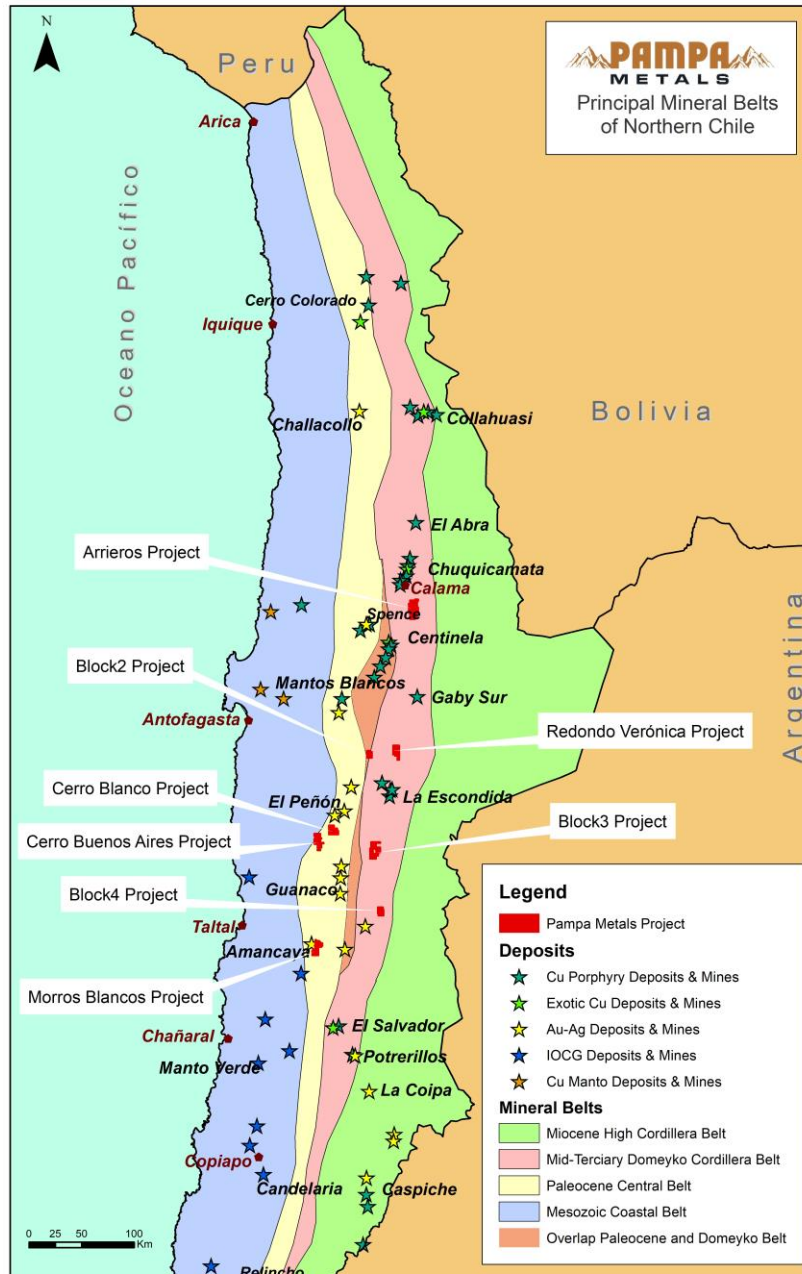 N
PAMPA
METALS
Principal Mineral Belts
of Northern Chile
Peru
Arica
Oceano Pacífico
Cerro Colorado
Iquique
Bolivia
Challacollo
Collahuasi
El Abra
Arrieros Project
Chuquicamata
Calama
Spence
Centinela
Argentina
Block2 Project
Mantos Blancos
Gaby Sur
Antofagasta
Redondo Verónica Project
Cerro Blanco Project
El Peñón
La Escondida
Cerro Buenos Aires Project
Block3 Project
Block4 Project
Guanaco
Taltal
Amancaya
Morros Blancos Project
El Salvador
Chañaral
Manto Verde
Potrerillos
La Coipa
Copiapo
Candelaria
Caspiche
Relincho
0 25 50 100
Km
Legend
Pampa Metals Project
Deposits
Cu Porphyry Deposits & Mines
Exotic Cu Deposits & Mines
Au-Ag Deposits & Mines
IOCG Deposits & Mines
Cu Manto Deposits & Mines
Mineral Belts
Miocene High Cordillera Belt
Mid-Terciary Domeyko Cordillera Belt
Paleocene Central Belt
Mesozoic Coastal Belt
Overlap Paleocene and Domeyko Belt